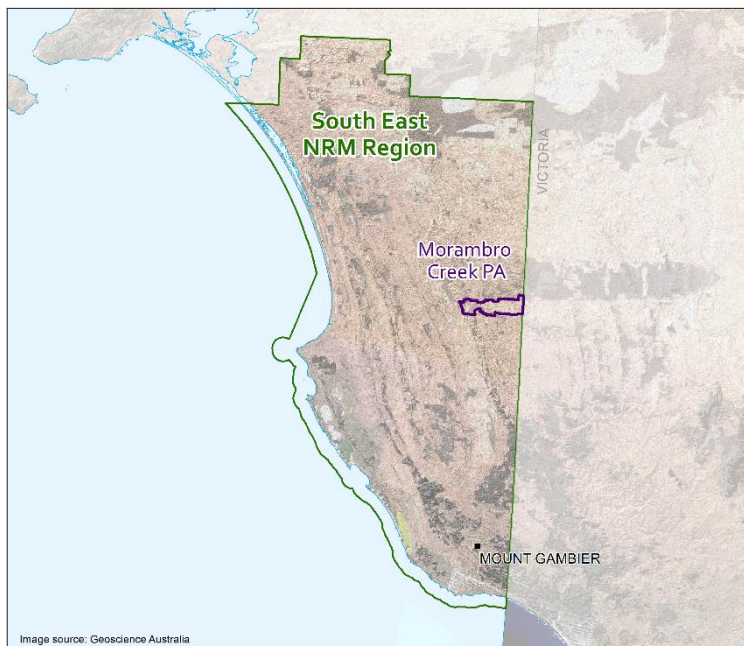 South East
NRM Region
VICTORIA
Morambro
Creek PA
MOUNT GAMBIER
Image source: Geoscience Australia